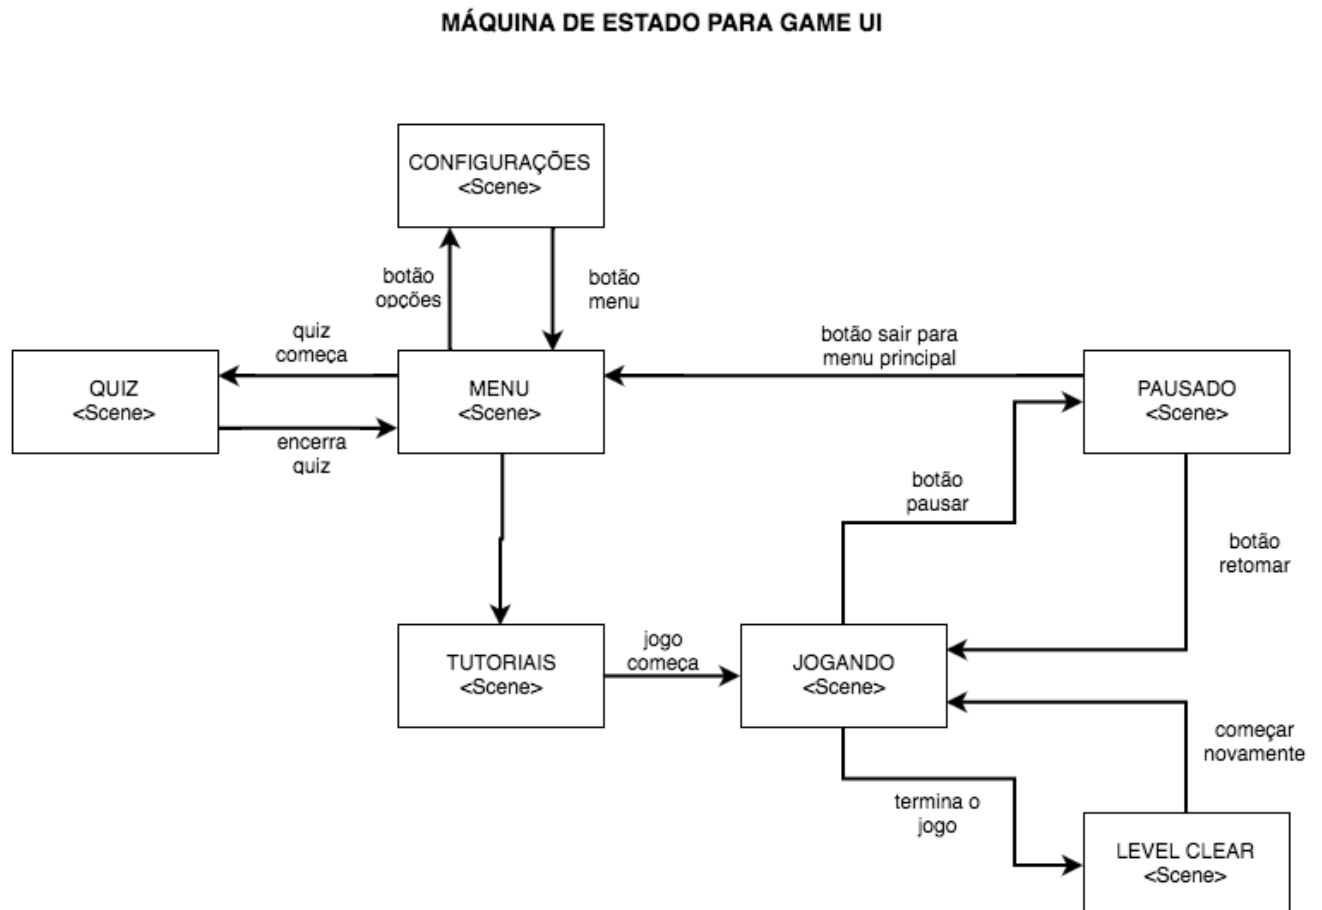 MÁQUINA DE ESTADO PARA GAME UI
CONFIGURAÇÕES
<Scene>
botão
opções
botão
menu
quiz
começa
botão sair para
menu principal
QUIZ
<Scene>
MENU
<Scene>
PAUSADO
<Scene>
encerra
quiz
botão
pausar
botão
retomar
TUTORIAIS
<Scene>
jogo
começa
JOGANDO
<Scene>
começar
novamente
termina o
jogo
LEVEL CLEAR
<Scene>